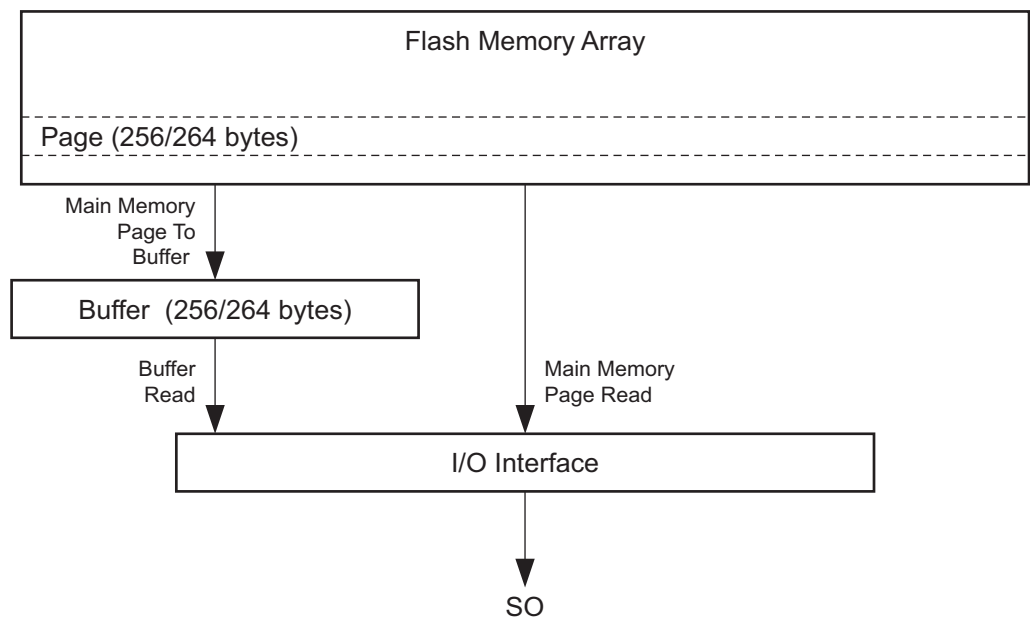 Flash Memory Array
Page (256/264 bytes)
Main Memory
Page To
Buffer
Buffer (256/264 bytes)
Buffer
Read
Main Memory
Page Read
I/O Interface
SO